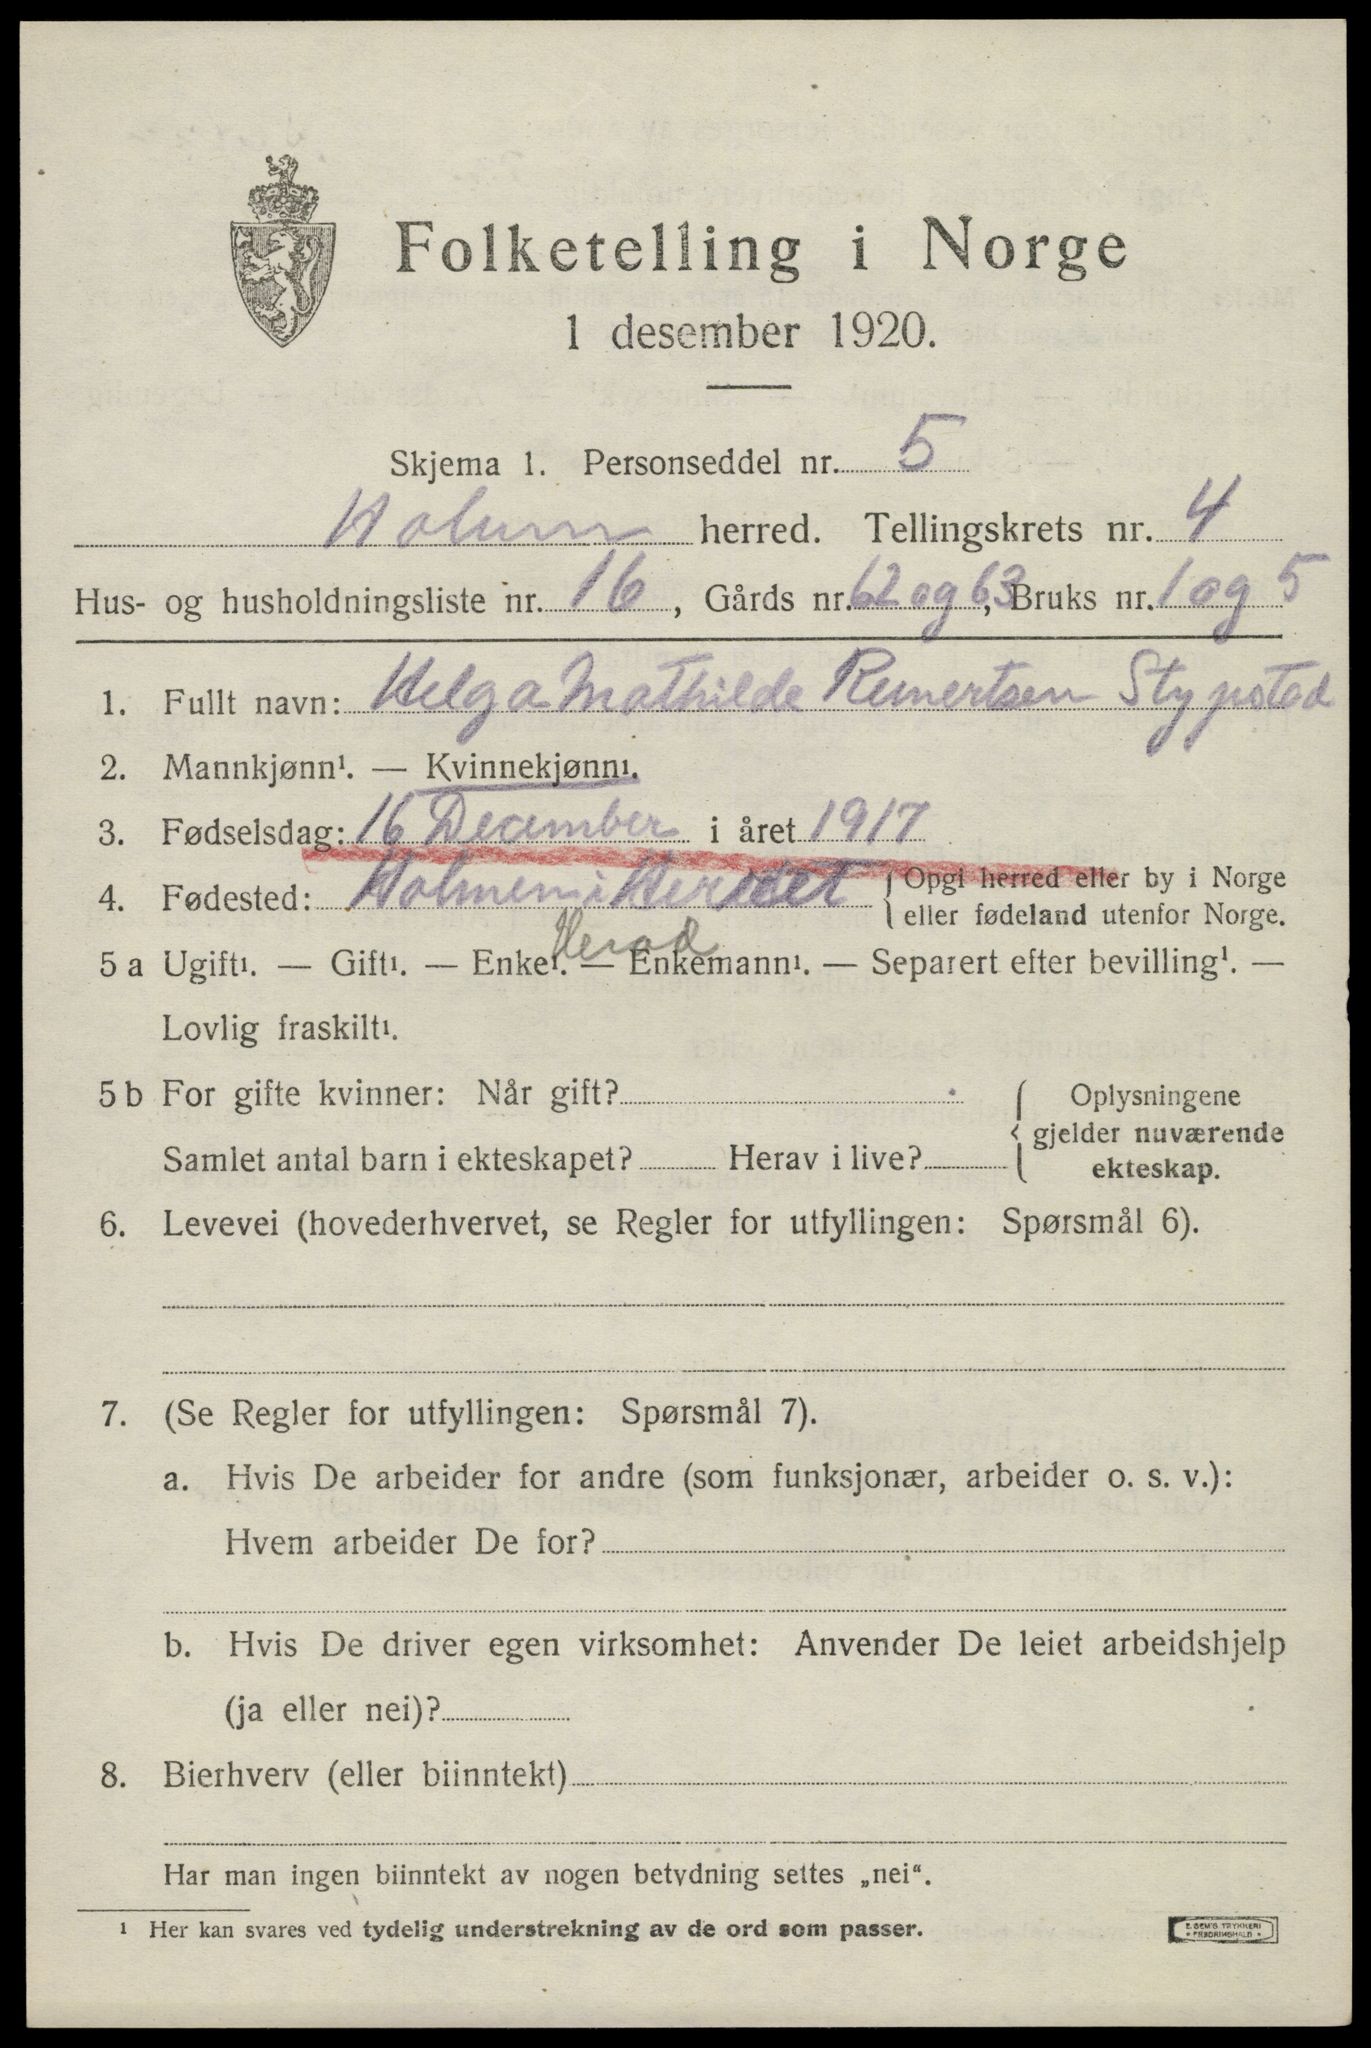 Folketelling i Norge
1 desember 1920.
Skjema 1. Personseddel nr. 5
Holum herred. Tellingskrets nr. 4
Hus- og husholdningsliste nr. 16, Gårds nr. 62 og 63, Bruks nr. 1 og 5
1. Fullt navn: Helga Mathilde Reinertsen Stypstad
2. Mannkjønn¹. — Kvinnekjønn¹.
3. Fødselsdag: 16 December i året 1917
4. Fødested: Holmen i Heredet { Opgi herred eller by i Norge
eller fødeland utenfor Norge.
Herad
5 a Ugift¹. — Gift¹. — Enke¹. — Enkemann¹. — Separert efter bevilling¹. —
Lovlig fraskilt¹.
5 b For gifte kvinner: Når gift? { Oplysningene
gjelder nuværende
Samlet antal barn i ekteskapet? Herav i live? ekteskap.
6. Levevei (hovederhvervet, se Regler for utfyllingen: Spørsmål 6).
7. (Se Regler for utfyllingen: Spørsmål 7).
a. Hvis De arbeider for andre (som funksjonær, arbeider o. s. v.):
Hvem arbeider De for?
b. Hvis De driver egen virksomhet: Anvender De leiet arbeidshjelp
(ja eller nei)?
8. Bierhverv (eller biinntekt)
Har man ingen biinntekt av nogen betydning settes „nei“.
¹ Her kan svares ved tydelig understrekning av de ord som passer.
E. SEM'S TRYKKERI
* FREDRIKSHALD *